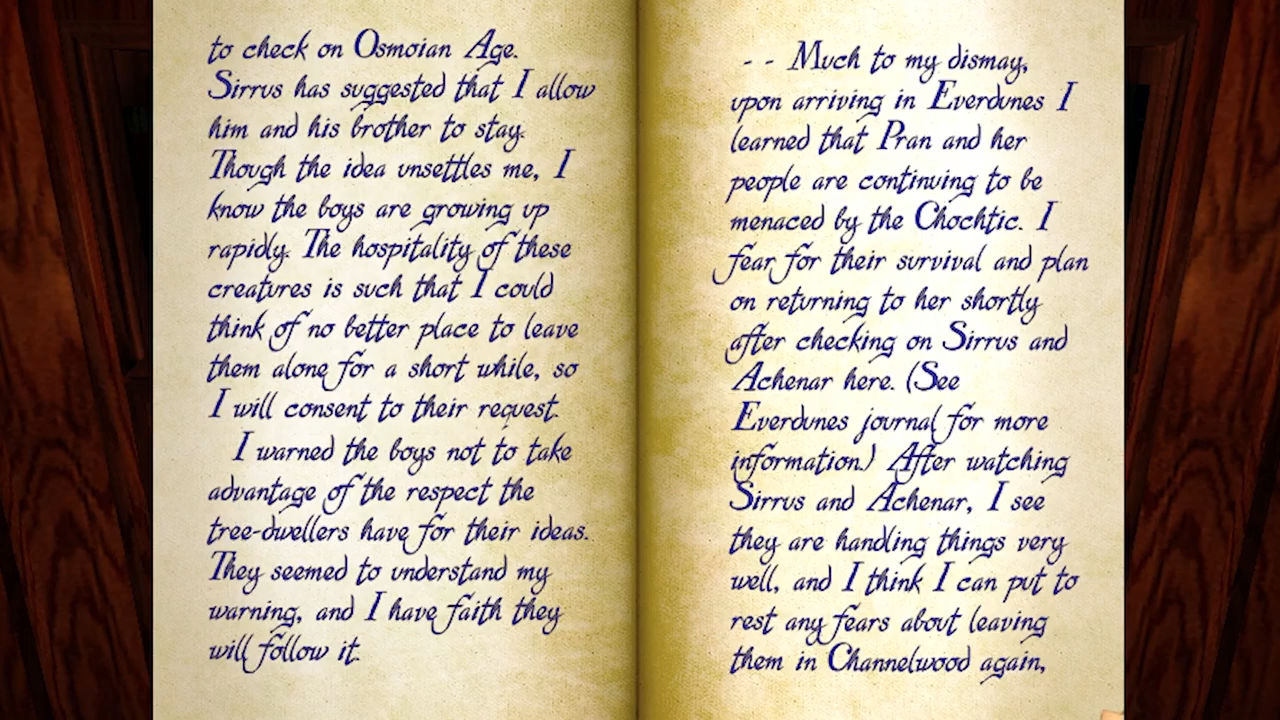 to check on Osmoian Age.
Sirrus has suggested that I allow
him and his brother to stay.
Though the idea unsettles me, I
know the boys are growing up
rapidly. The hospitality of these
creatures is such that I could
think of no better place to leave
them alone for a short while, so
I will consent to their request.
I warned the boys not to take
advantage of the respect the
tree-dwellers have for their ideas.
They seemed to understand my
warning, and I have faith they
will follow it.
- - Much to my dismay,
upon arriving in Everdunes I
learned that Pran and her
people are continuing to be
menaced by the Chochtic. I
fear for their survival and plan
on returning to her shortly
after checking on Sirrus and
Achenar here. (See
Everdunes journal for more
information.) After watching
Sirrus and Achenar, I see
they are handling things very
well, and I think I can put to
rest any fears about leaving
them in Channelwood again,